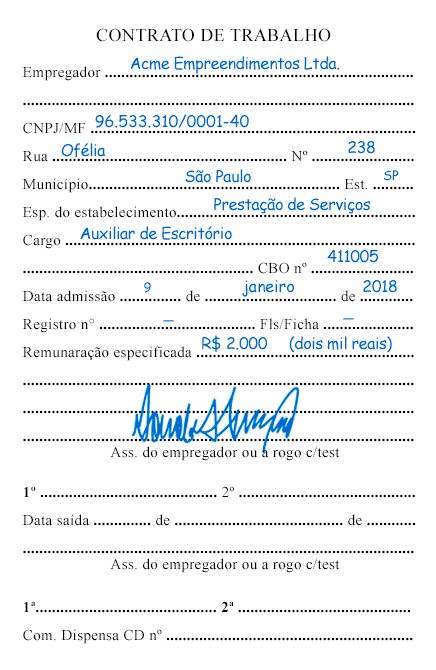 CONTRATO DE TRABALHO
Empregador Acme Empreendimentos Ltda.
CNPJ/MF 96.533.310/0001-40
Rua Ofélia Nº 238
Município São Paulo Est. SP
Esp. do estabelecimento Prestação de Serviços
Cargo Auxiliar de Escritório
CBO nº 411005
Data admissão 9 de janeiro de 2018
Registro nº — Fls/Ficha —
Remuneração especificada R$ 2.000 (dois mil reais)
Ass. do empregador ou a rogo c/test
1º 2º
Data saída de de
Ass. do empregador ou a rogo c/test
1ª 2ª
Com. Dispensa CD nº